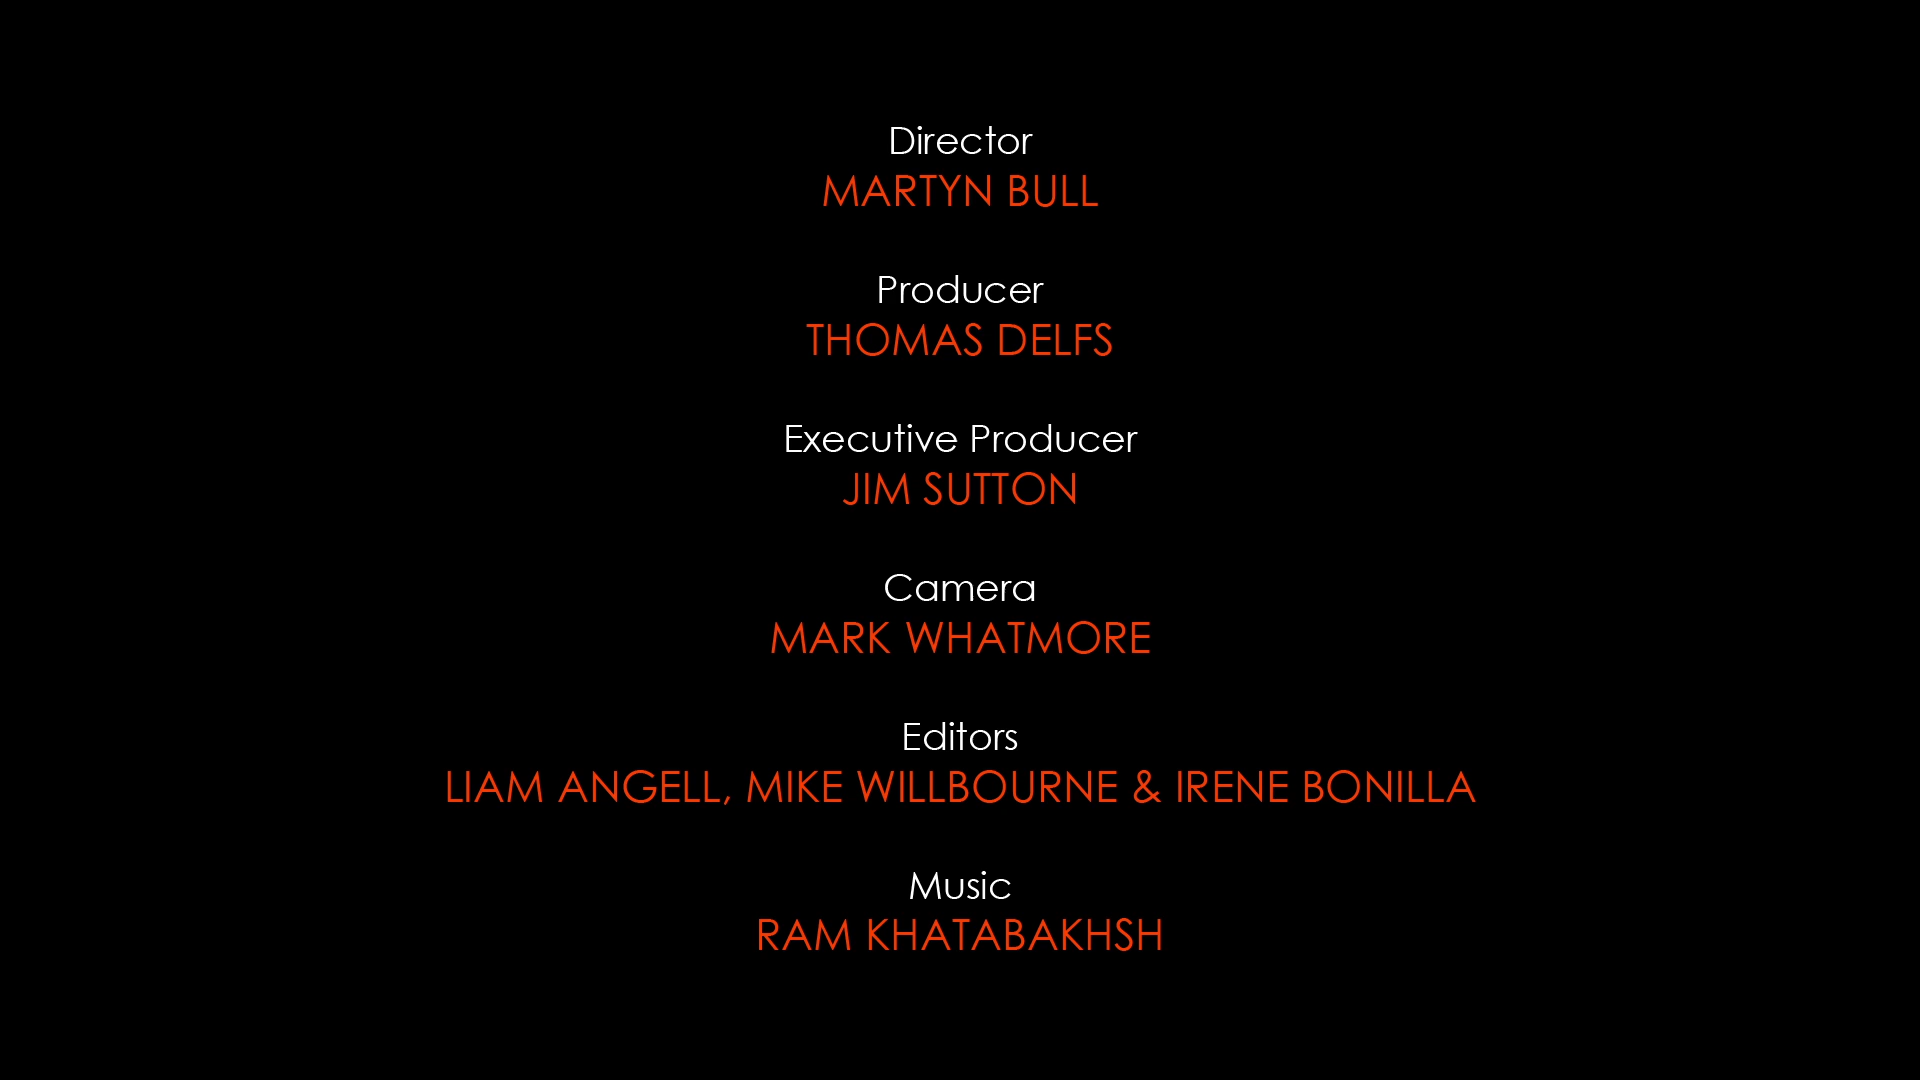 Director
MARTYN BULL
Producer
THOMAS DELFS
Executive Producer
JIM SUTTON
Camera
MARK WHATMORE
Editors
LIAM ANGELL, MIKE WILLBOURNE & IRENE BONILLA
Music
RAM KHATABAKHSH